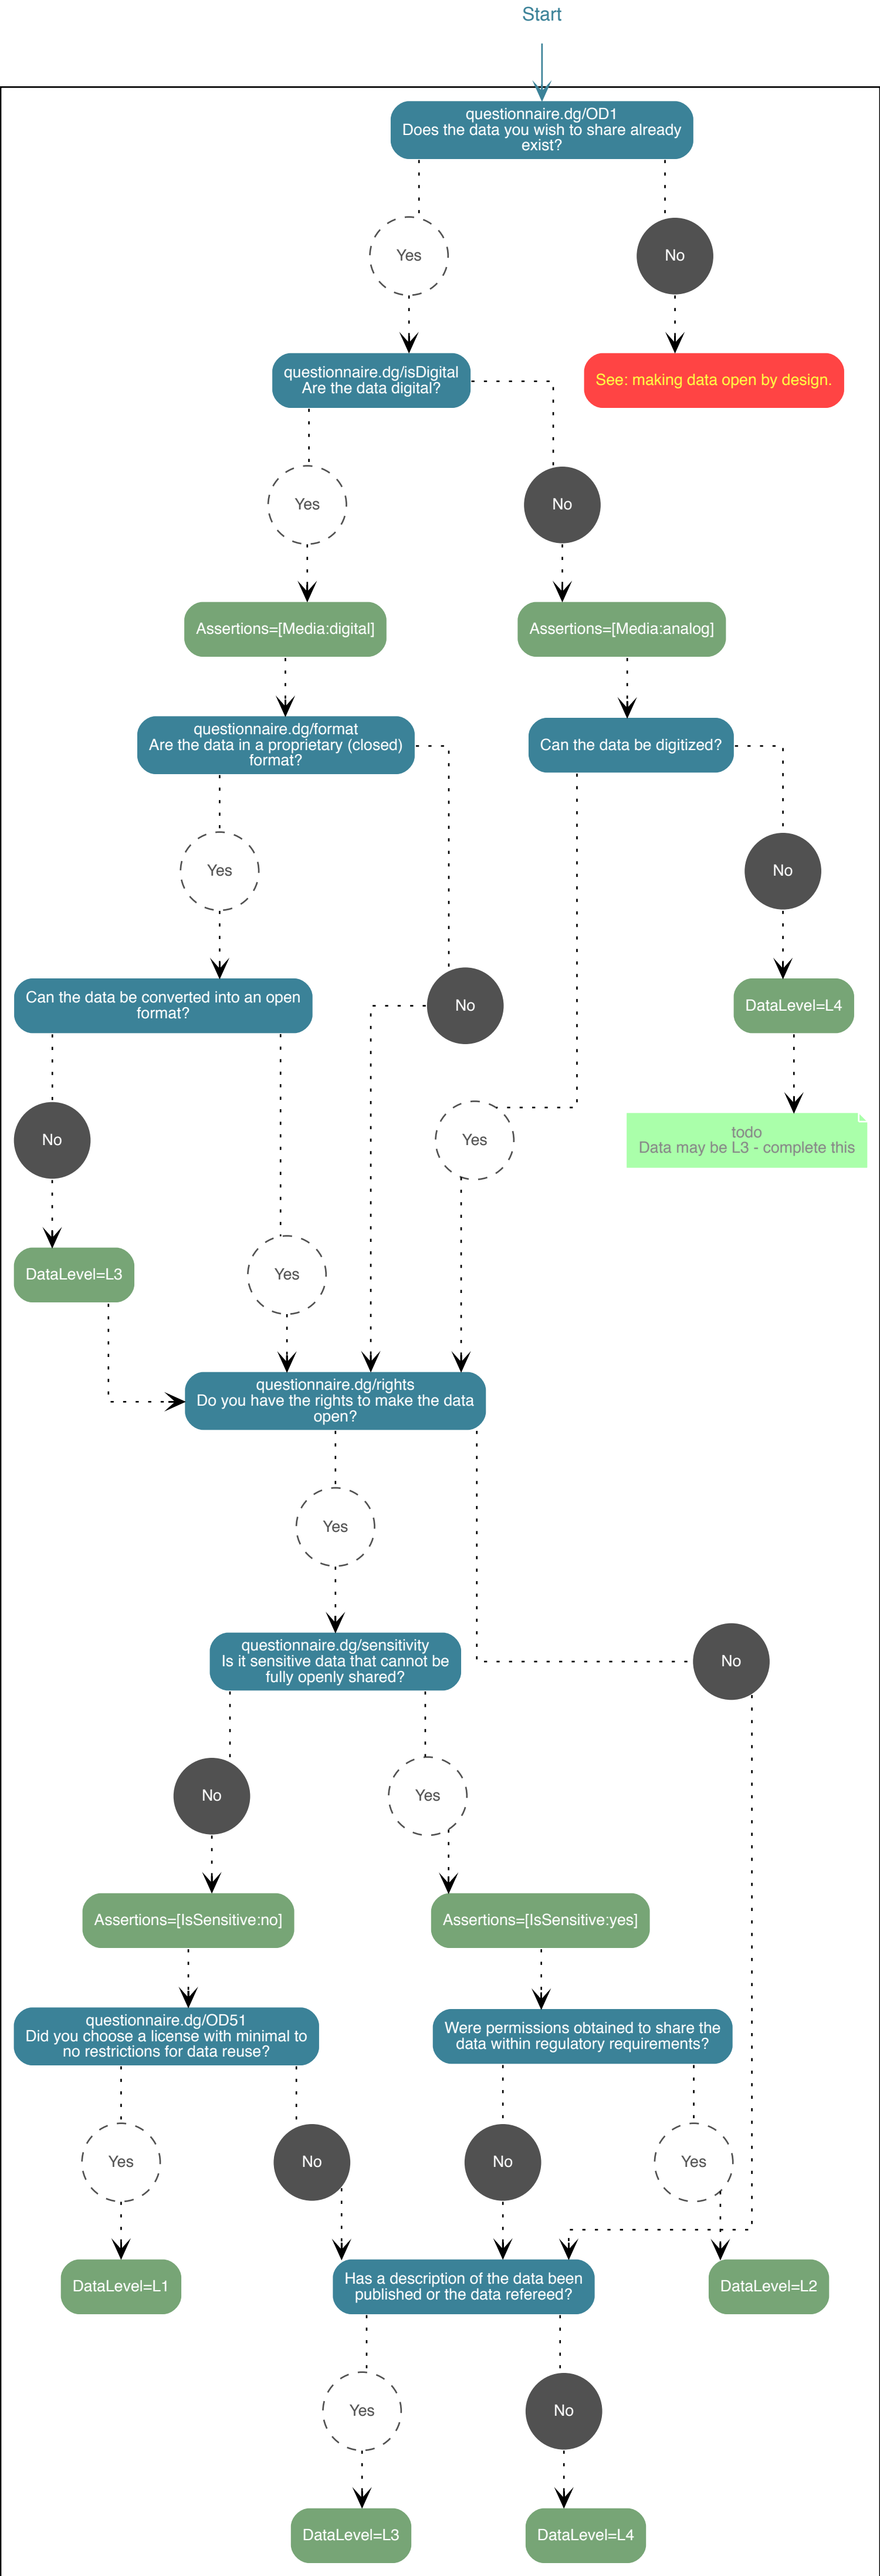 Start
questionnaire.dg/OD1
Does the data you wish to share already
exist?
Yes
No
questionnaire.dg/isDigital
Are the data digital?
See: making data open by design.
Yes
No
Assertions=[Media:digital]
Assertions=[Media:analog]
questionnaire.dg/format
Are the data in a proprietary (closed)
format?
Can the data be digitized?
Yes
No
Can the data be converted into an open
format?
No
DataLevel=L4
No
Yes
todo
Data may be L3 - complete this
DataLevel=L3
Yes
questionnaire.dg/rights
Do you have the rights to make the data
open?
Yes
questionnaire.dg/sensitivity
Is it sensitive data that cannot be
fully openly shared?
No
No
Yes
Assertions=[IsSensitive:no]
Assertions=[IsSensitive:yes]
questionnaire.dg/OD51
Did you choose a license with minimal to
no restrictions for data reuse?
Were permissions obtained to share the
data within regulatory requirements?
Yes
No
No
Yes
DataLevel=L1
Has a description of the data been
published or the data refereed?
DataLevel=L2
Yes
No
DataLevel=L3
DataLevel=L4